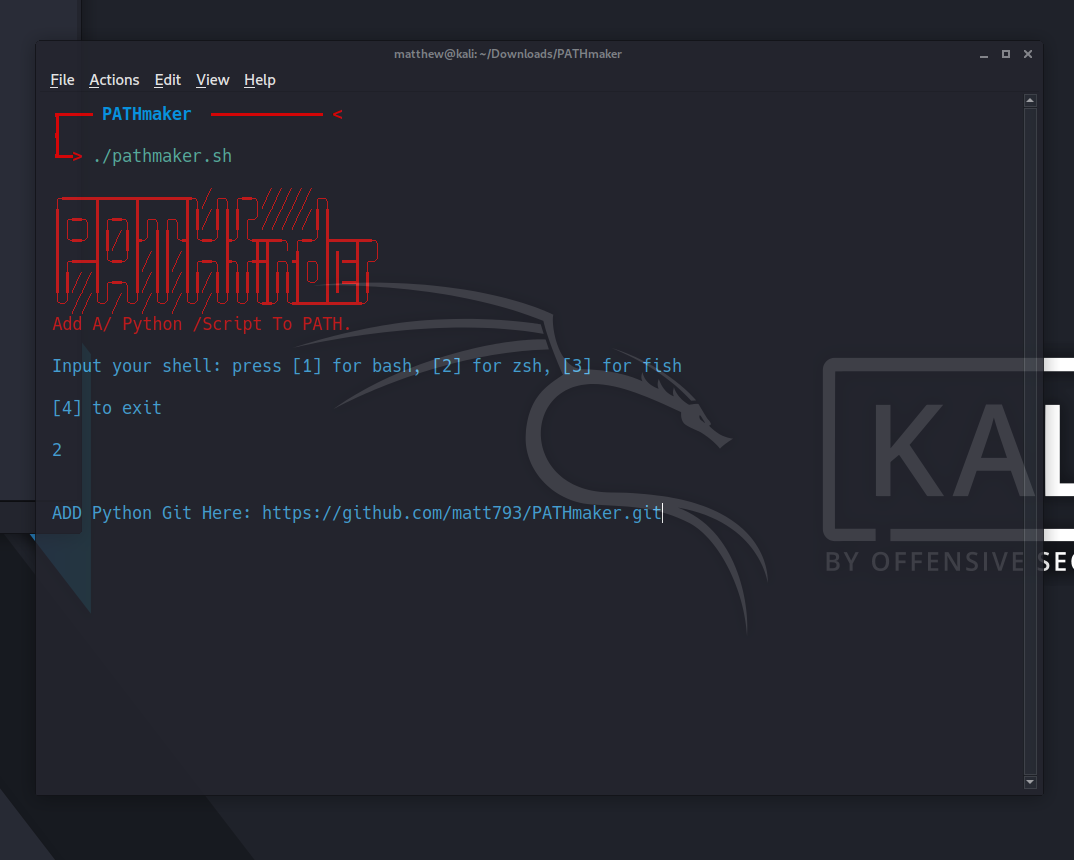 matthew@kali: ~/Downloads/PATHmaker
File Actions Edit View Help
PATHmaker <
> ./pathmaker.sh
PATHmaker
Add A/ Python /Script To PATH.
Input your shell: press [1] for bash, [2] for zsh, [3] for fish
[4] to exit
2
ADD Python Git Here: https://github.com/matt793/PATHmaker.git
KAL
BY OFFENSIVE SEC